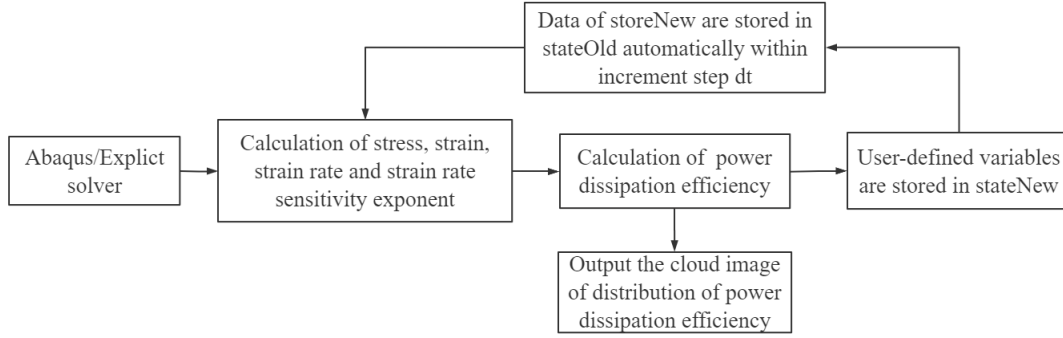 Data of storeNew are stored in
stateOld automatically within
increment step dt
Abaqus/Explict
solver
Calculation of stress, strain,
strain rate and strain rate
sensitivity exponent
Calculation of power
dissipation efficiency
User-defined variables
are stored in stateNew
Output the cloud image
of distribution of power
dissipation efficiency